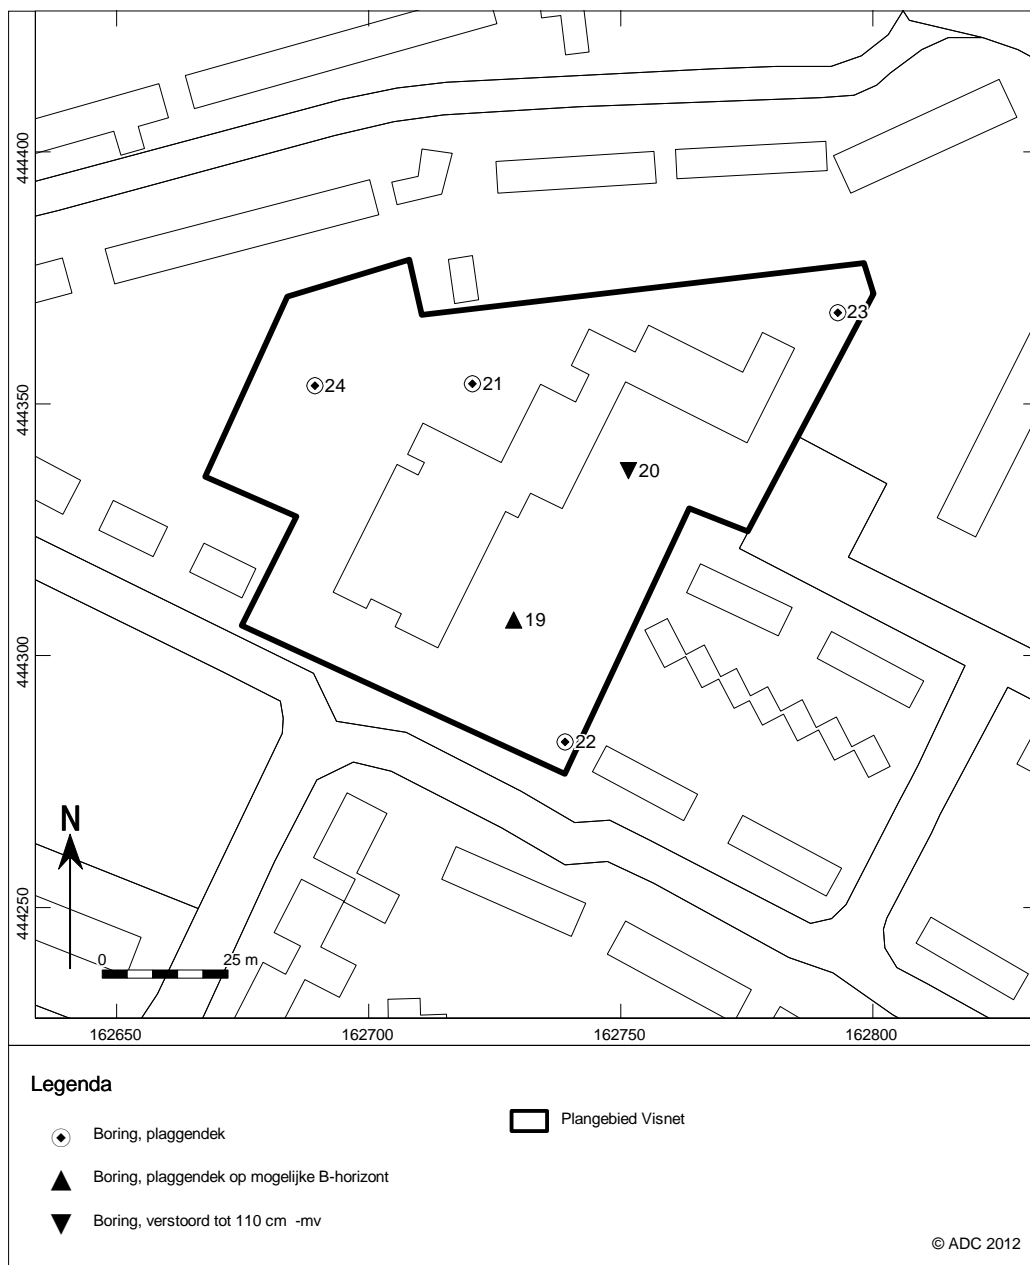 444400
444350
444300
444250
23
24
21
20
19
22
N
0 25 m
162650 162700 162750 162800
Legenda
Boring, plaggendek
Plangebied Visnet
Boring, plaggendek op mogelijke B-horizont
Boring, verstoord tot 110 cm -mv
© ADC 2012